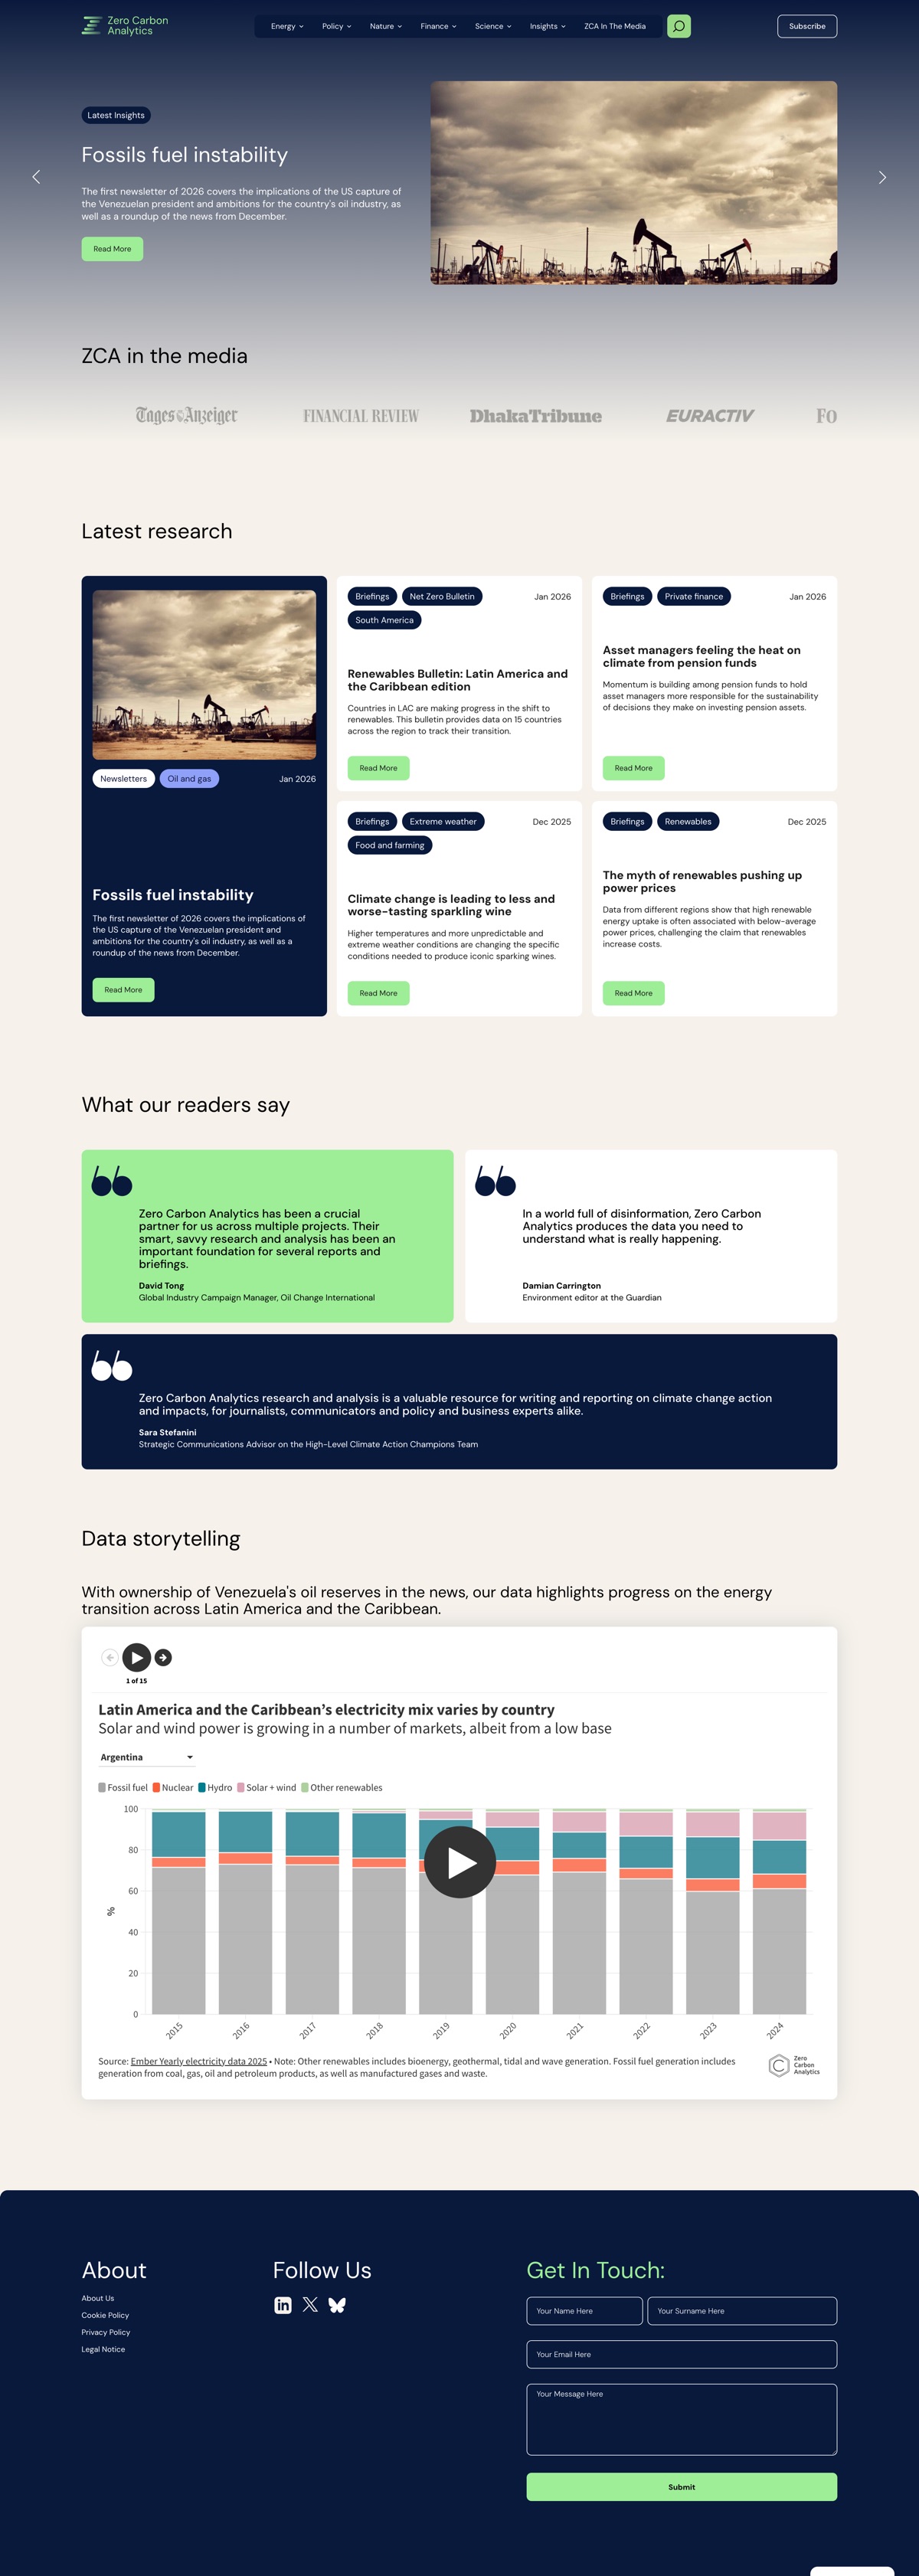 Zero Carbon
Analytics
Energy
Policy
Nature
Finance
Science
Insights
ZCA In The Media
Subscribe
Latest Insights
Fossils fuel instability
The first newsletter of 2026 covers the implications of the US capture of
the Venezuelan president and ambitions for the country's oil industry, as
well as a roundup of the news from December.
Read More
ZCA in the media
Tages Anzeiger
FINANCIAL REVIEW
DhakaTribune
EURACTIV
FO
Latest research
Newsletters
Oil and gas
Jan 2026
Fossils fuel instability
The first newsletter of 2026 covers the implications of
the US capture of the Venezuelan president and
ambitions for the country's oil industry, as well as a
roundup of the news from December.
Read More
Briefings
Net Zero Bulletin
Jan 2026
South America
Renewables Bulletin: Latin America and
the Caribbean edition
Countries in LAC are making progress in the shift to
renewables. This bulletin provides data on 15 countries
across the region to track their transition.
Read More
Briefings
Private finance
Jan 2026
Asset managers feeling the heat on
climate from pension funds
Momentum is building among pension funds to hold
asset managers more responsible for the sustainability
of decisions they make on investing pension assets.
Read More
Briefings
Extreme weather
Dec 2025
Food and farming
Climate change is leading to less and
worse-tasting sparkling wine
Higher temperatures and more unpredictable and
extreme weather conditions are changing the specific
conditions needed to produce iconic sparkling wines.
Read More
Briefings
Renewables
Dec 2025
The myth of renewables pushing up
power prices
Data from different regions show that high renewable
energy uptake is often associated with below-average
power prices, challenging the claim that renewables
increase costs.
Read More
What our readers say
Zero Carbon Analytics has been a crucial
partner for us across multiple projects. Their
smart, savvy research and analysis has been an
important foundation for several reports and
briefings.
David Tong
Global Industry Campaign Manager, Oil Change International
In a world full of disinformation, Zero Carbon
Analytics produces the data you need to
understand what is really happening.
Damian Carrington
Environment editor at the Guardian
Zero Carbon Analytics research and analysis is a valuable resource for writing and reporting on climate change action
and impacts, for journalists, communicators and policy and business experts alike.
Sara Stefanini
Strategic Communications Advisor on the High-Level Climate Action Champions Team
Data storytelling
With ownership of Venezuela's oil reserves in the news, our data highlights progress on the energy
transition across Latin America and the Caribbean.
1 of 15
Latin America and the Caribbean’s electricity mix varies by country
Solar and wind power is growing in a number of markets, albeit from a low base
Argentina
Fossil fuel
Nuclear
Hydro
Solar + wind
Other renewables
100
80
60
40
20
0
%
2015
2016
2017
2018
2019
2020
2021
2022
2023
2024
Source: Ember Yearly electricity data 2025 • Note: Other renewables includes bioenergy, geothermal, tidal and wave generation. Fossil fuel generation includes
generation from coal, gas, oil and petroleum products, as well as manufactured gases and waste.
Zero
Carbon
Analytics
About
About Us
Cookie Policy
Privacy Policy
Legal Notice
Follow Us
Get In Touch:
Your Name Here
Your Surname Here
Your Email Here
Your Message Here
Submit